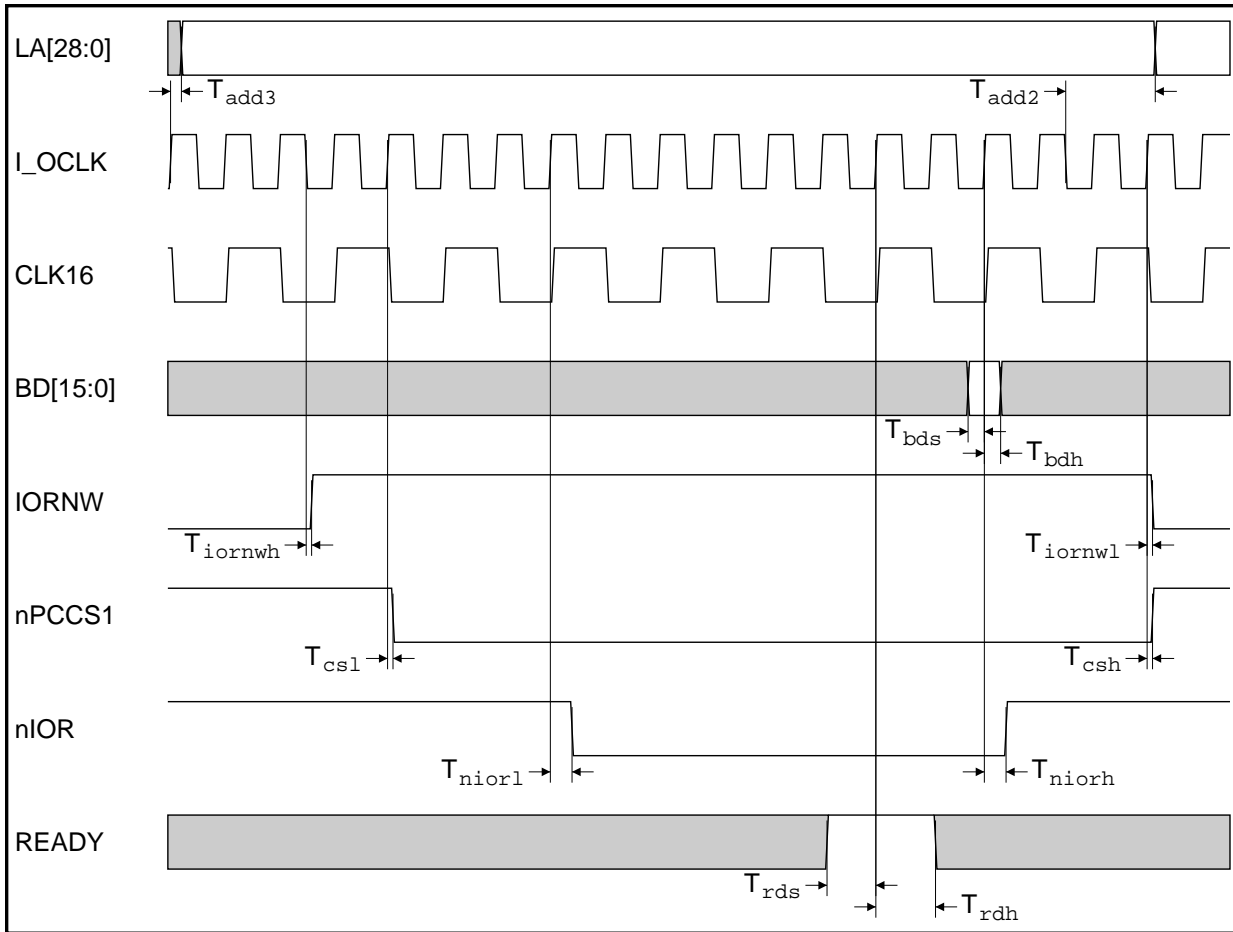 LA[28:0]
Tadd3
Tadd2
I_OCLK
CLK16
BD[15:0]
Tbds
Tbdh
IORNW
Tiornwh
Tiornwl
nPCCS1
Tcsl
Tcsh
nIOR
Tniorl
Tniorh
READY
Trds
Trdh